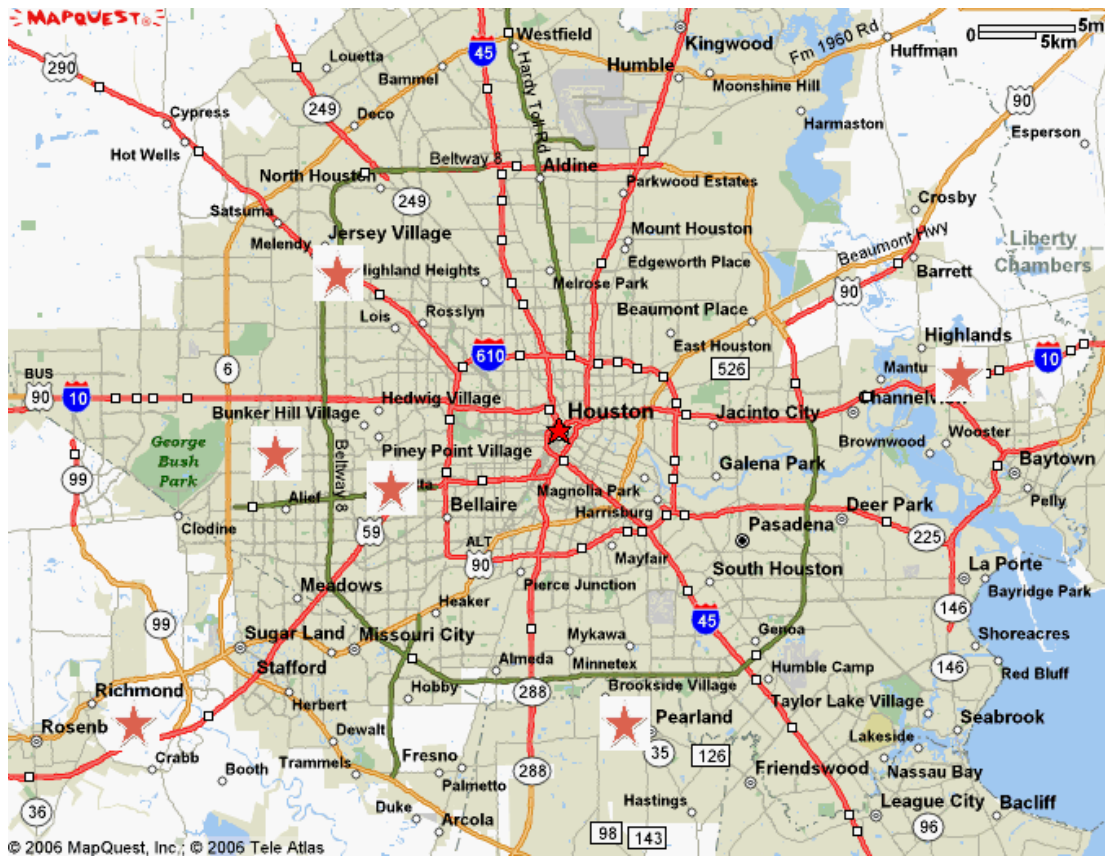 MAPQUEST
Westfield
Kingwood
Fm 1960 Rd
Huffman
0 5m
5km
45
290
Louetta
Bammel
Humble
Moonshine Hill
Hardy Toll Rd
90
Cypress
249
Deco
Harmaston
Esperson
Hot Wells
Beltway 8
Aldine
North Houston
249
Parkwood Estates
Crosby
Satsuma
Melendy
Jersey Village
Mount Houston
Beaumont Hwy
Liberty
Chambers
Edgeworth Place
Barrett
Highland Heights
Melrose Park
90
Lois
Rosslyn
Beaumont Place
Highlands
East Houston
610
526
Mantu
10
6
BUS
90
10
Hedwig Village
Bunker Hill Village
Houston
Jacinto City
Channelvi
George
Bush
Park
Piney Point Village
Brownwood
Wooster
Baytown
99
Beltway 8
Galena Park
Magnolia Park
Pelly
Alief
Bellaire
Harrisburg
Deer Park
Clodine
59
ALT
90
Pasadena
225
Mayfair
La Porte
Meadows
Pierce Junction
South Houston
Bayridge Park
Heaker
146
99
45
Sugar Land
Missouri City
Mykawa
Genoa
Shoreacres
Stafford
Almeda
Minnetex
Humble Camp
146
Red Bluff
Richmond
Hobby
288
Brookside Village
Taylor Lake Village
Herbert
Rosenb
Pearland
Seabrook
Dewalt
35
126
Lakeside
Crabb
Booth
Trammels
Fresno
288
Friendswood
Nassau Bay
Palmetto
36
Duke
Hastings
League City
Bacliff
Arcola
98
143
96
© 2006 MapQuest, Inc.; © 2006 Tele Atlas